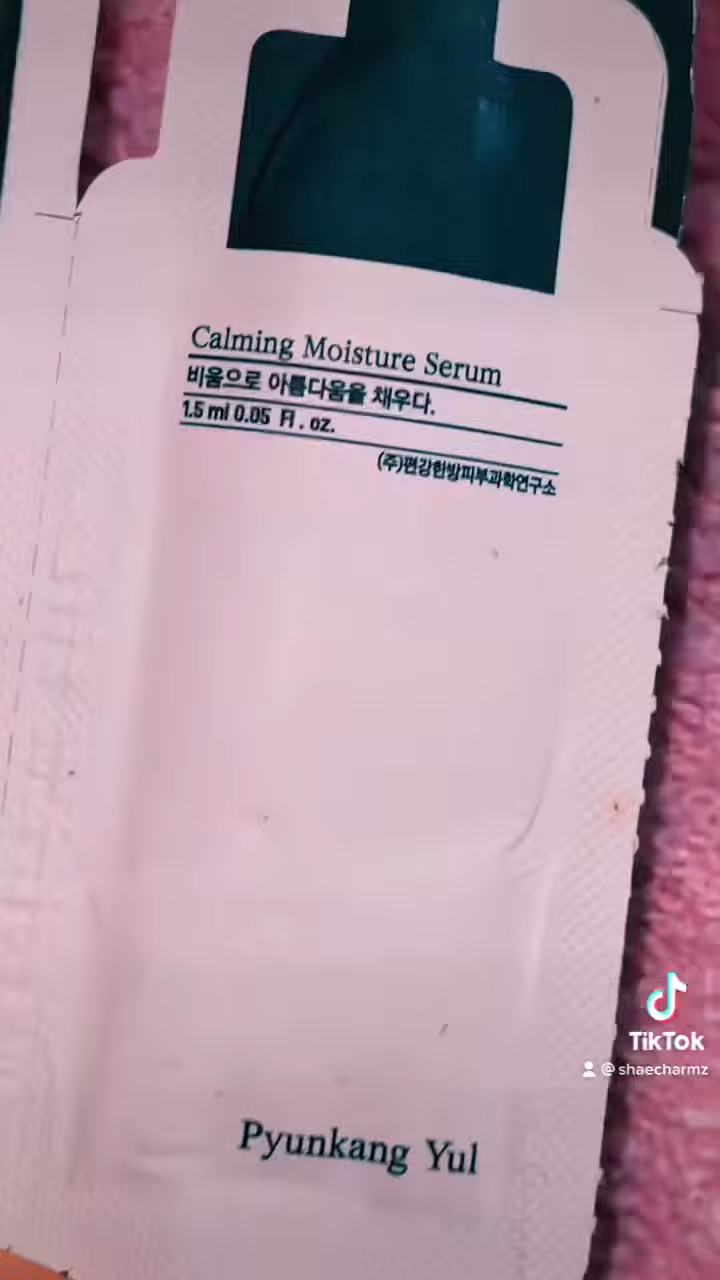 Calming Moisture Serum
비움으로 아름다움을 채우다.
1.5 ml 0.05 Fl. oz.
(주)편강한방피부과학연구소
Pyunkang Yul
TikTok
@shaecharmz